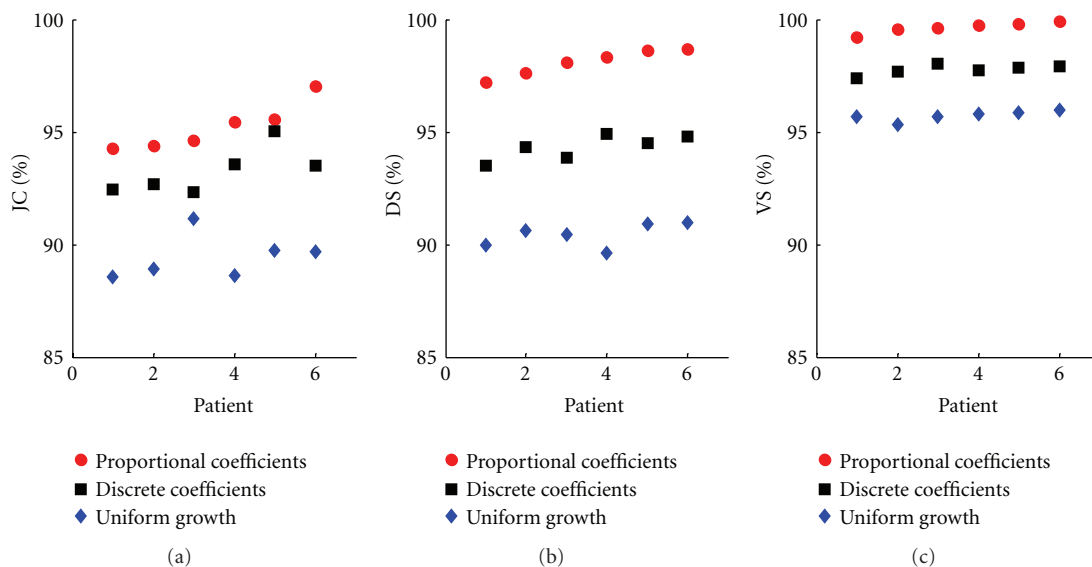 100
95
90
85
JC (%)
0 2 4 6
Patient
Proportional coefficients
Discrete coefficients
Uniform growth
(a)
100
95
90
85
DS (%)
0 2 4 6
Patient
Proportional coefficients
Discrete coefficients
Uniform growth
(b)
100
95
90
85
VS (%)
0 2 4 6
Patient
Proportional coefficients
Discrete coefficients
Uniform growth
(c)